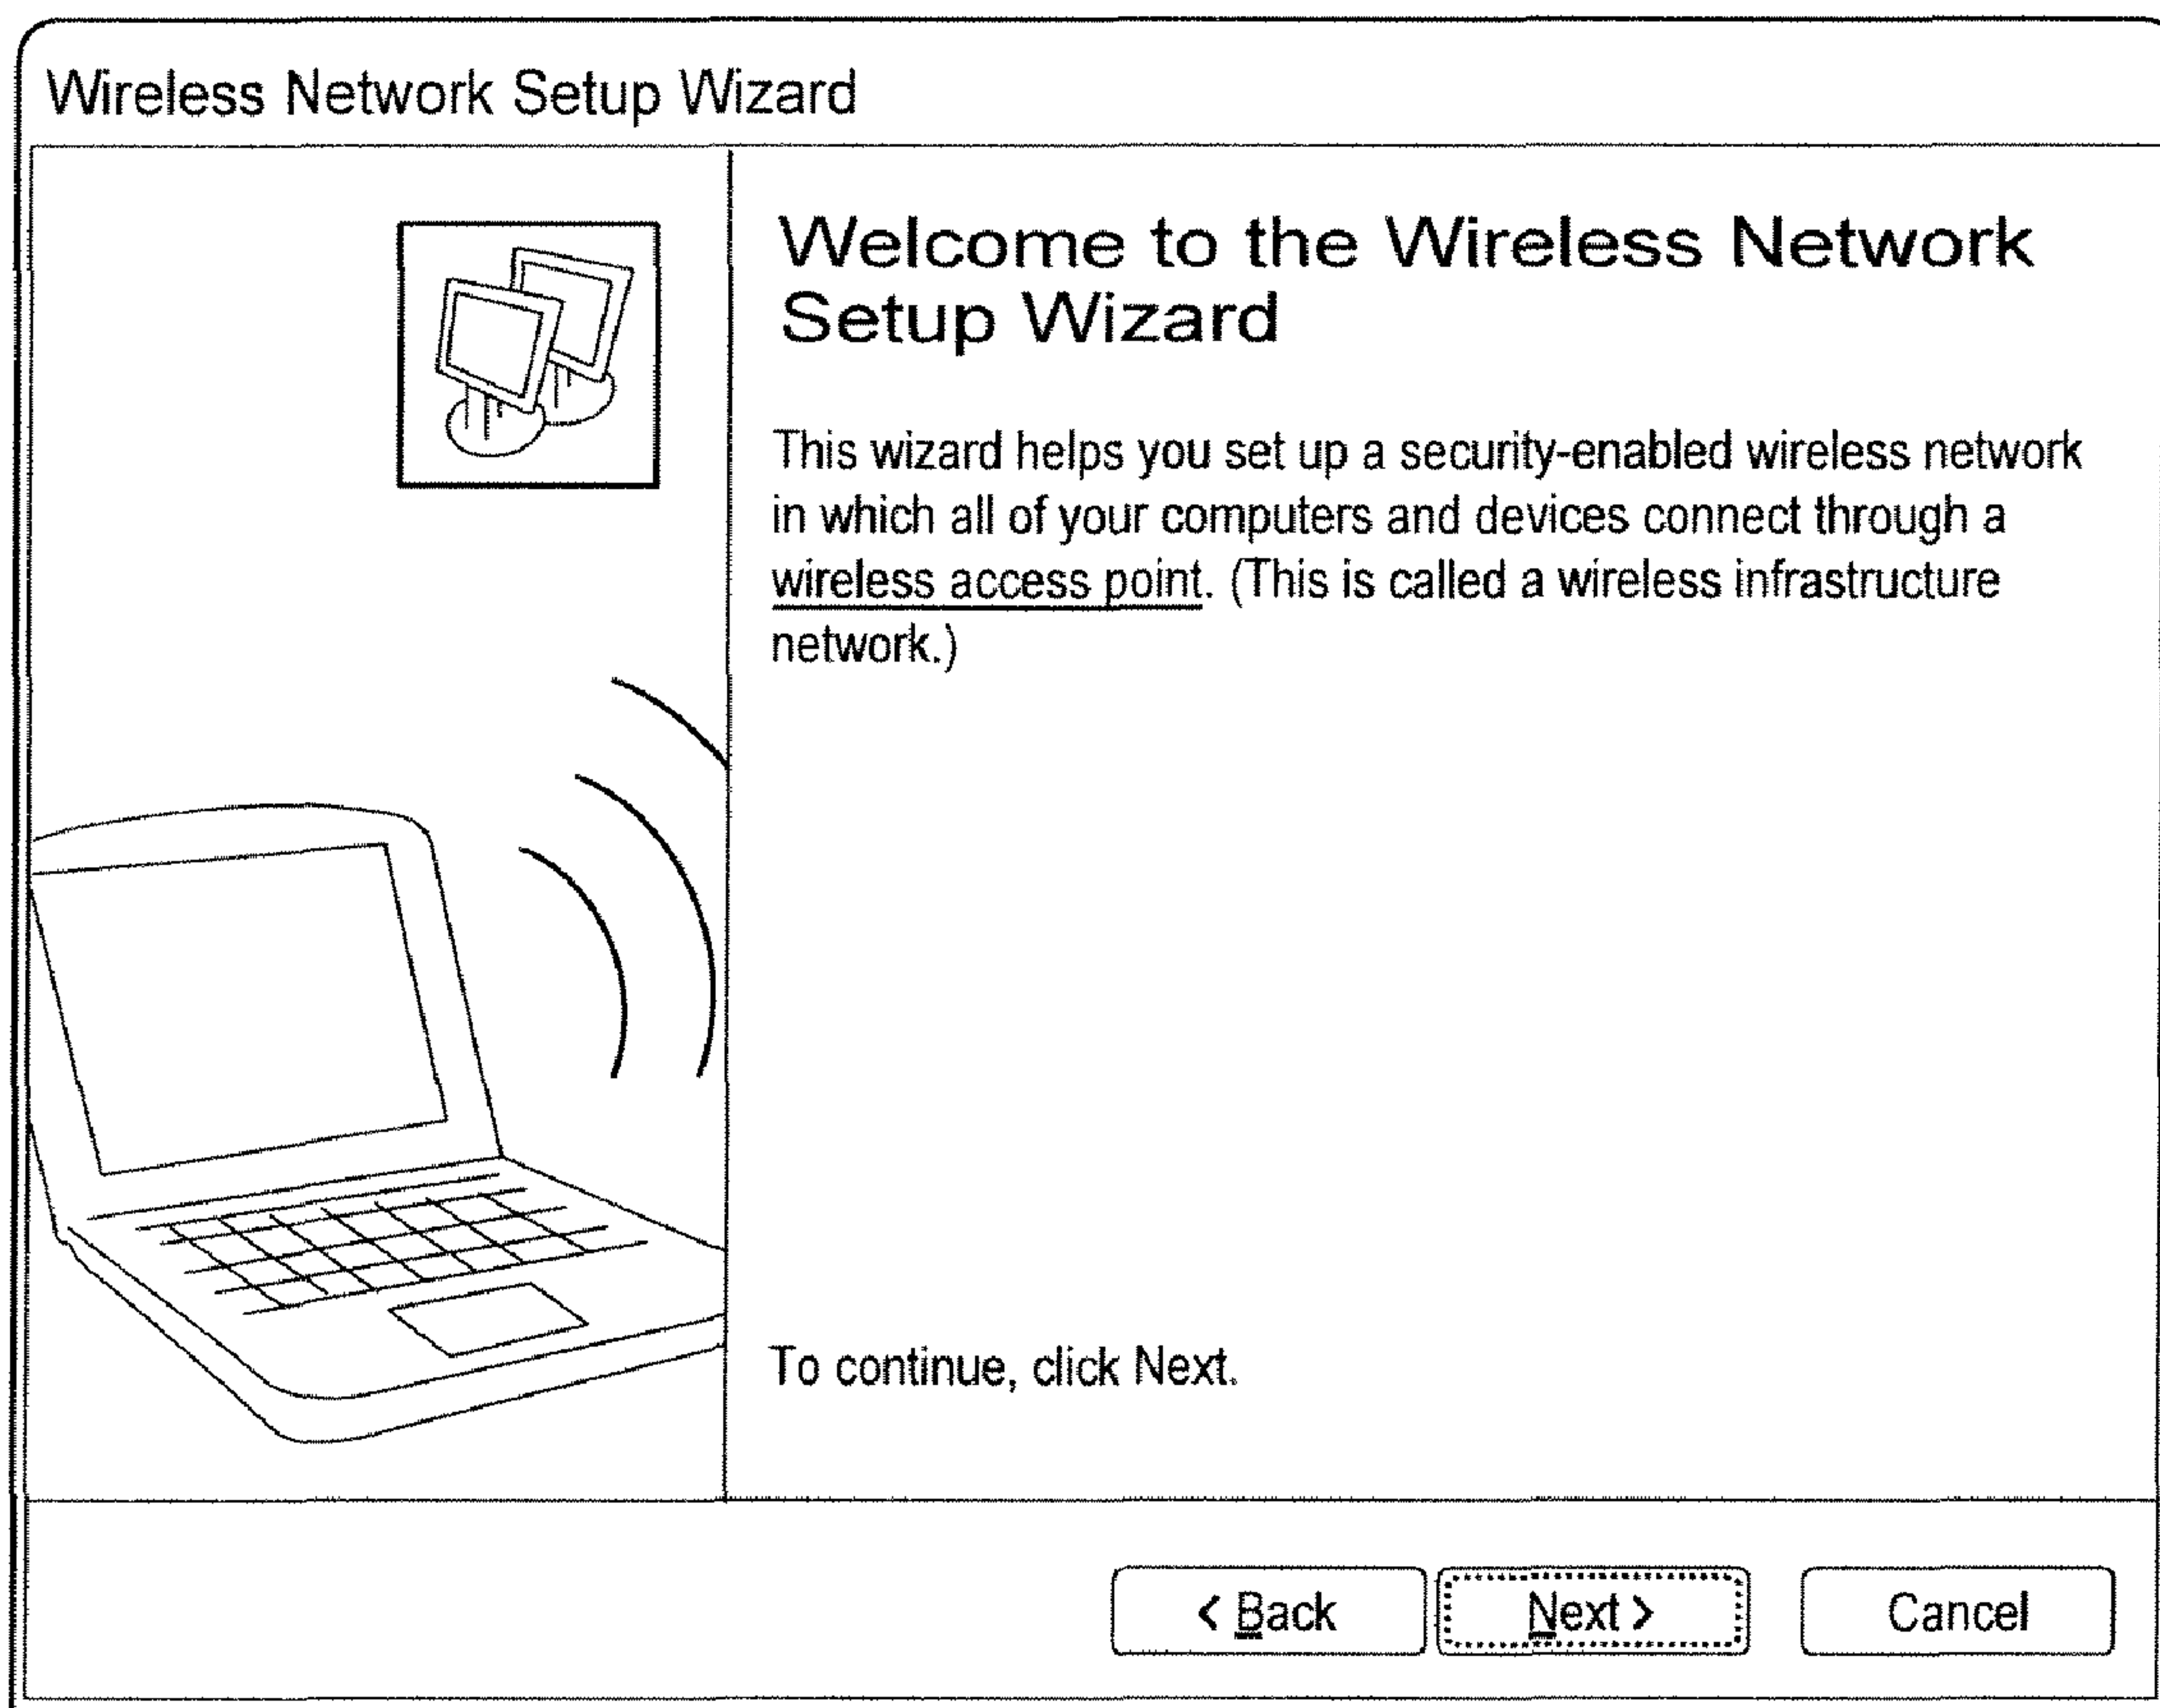 Wireless Network Setup Wizard
Welcome to the Wireless Network
Setup Wizard
This wizard helps you set up a security-enabled wireless network
in which all of your computers and devices connect through a
wireless access point. (This is called a wireless infrastructure
network.)
To continue, click Next.
< Back
Next >
Cancel